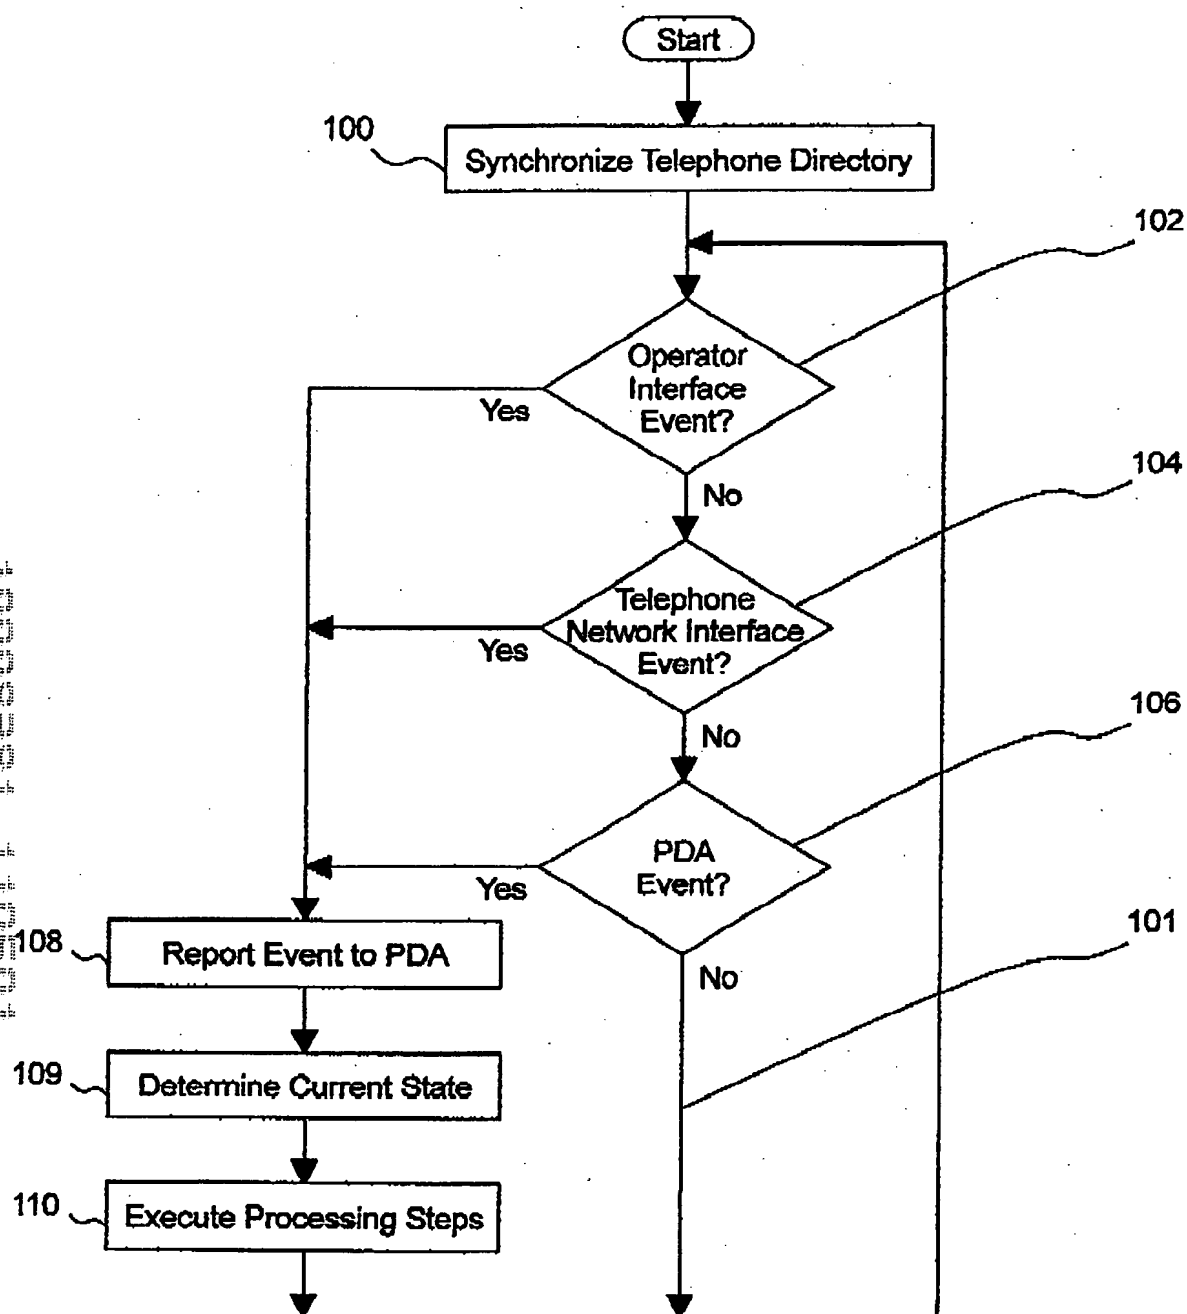 Start
100
Synchronize Telephone Directory
102
Operator
Interface
Event?
Yes
No
104
Telephone
Network Interface
Event?
Yes
No
106
PDA
Event?
Yes
No
101
108
Report Event to PDA
109
Determine Current State
110
Execute Processing Steps